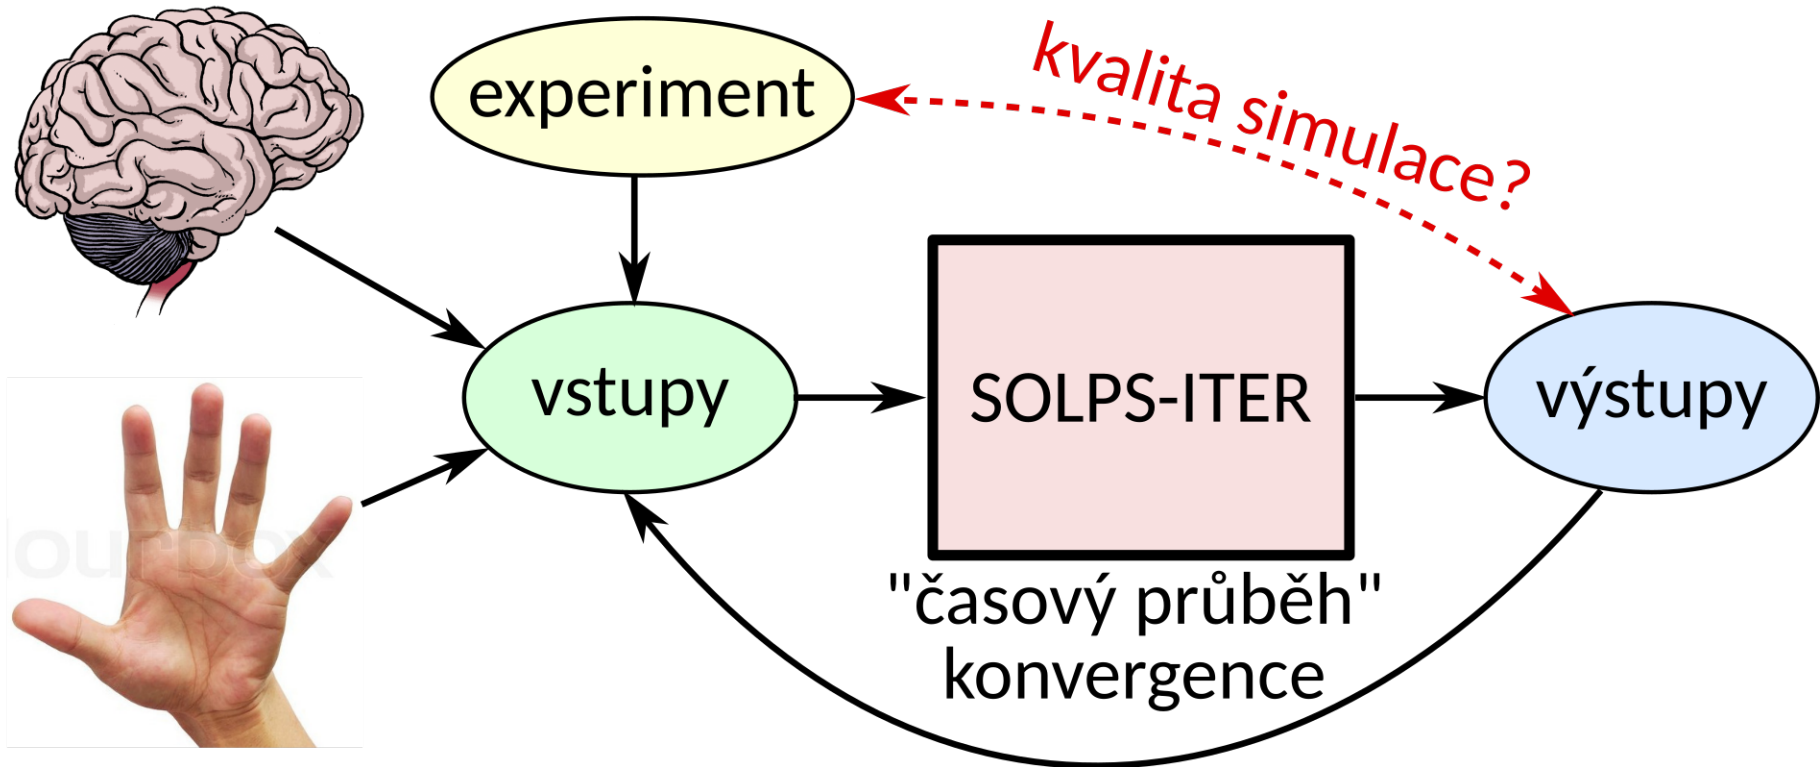 experiment
kvalita simulace?
vstupy
SOLPS-ITER
výstupy
"časový průběh"
konvergence